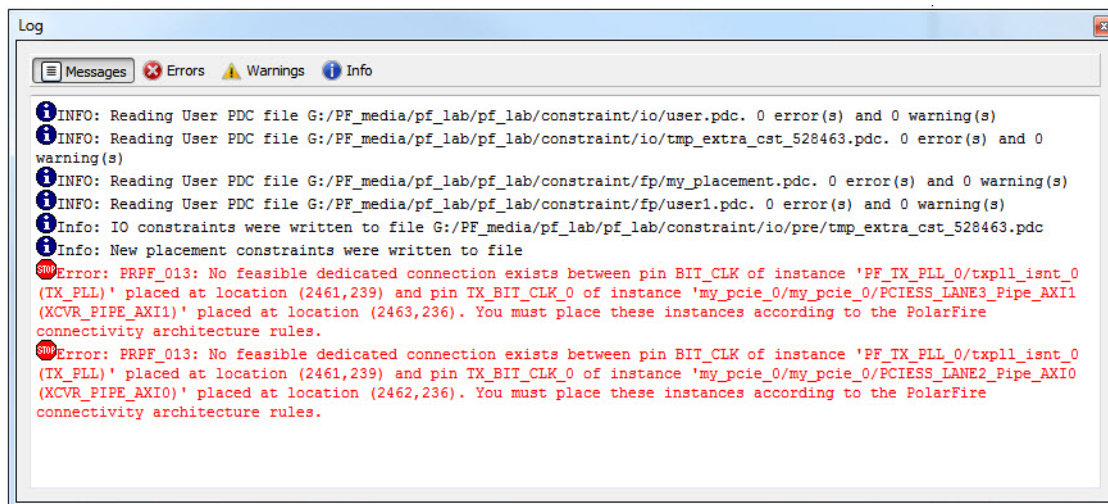 Log
Messages Errors Warnings Info
INFO: Reading User PDC file G:/PF_media/pf_lab/pf_lab/constraint/io/user.pdc. 0 error(s) and 0 warning(s)
INFO: Reading User PDC file G:/PF_media/pf_lab/pf_lab/constraint/io/tmp_extra_cst_528463.pdc. 0 error(s) and 0
warning(s)
INFO: Reading User PDC file G:/PF_media/pf_lab/pf_lab/constraint/fp/my_placement.pdc. 0 error(s) and 0 warning(s)
INFO: Reading User PDC file G:/PF_media/pf_lab/pf_lab/constraint/fp/user1.pdc. 0 error(s) and 0 warning(s)
Info: IO constraints were written to file G:/PF_media/pf_lab/pf_lab/constraint/io/pre/tmp_extra_cst_528463.pdc
Info: New placement constraints were written to file
STOP Error: PRPF_013: No feasible dedicated connection exists between pin BIT_CLK of instance 'PF_TX_PLL_0/txpll_isnt_0
(TX_PLL)' placed at location (2461,239) and pin TX_BIT_CLK_0 of instance 'my_pcie_0/my_pcie_0/PCIESS_LANE3_Pipe_AXI1
(XCVR_PIPE_AXI1)' placed at location (2463,236). You must place these instances according to the PolarFire
connectivity architecture rules.
STOP Error: PRPF_013: No feasible dedicated connection exists between pin BIT_CLK of instance 'PF_TX_PLL_0/txpll_isnt_0
(TX_PLL)' placed at location (2461,239) and pin TX_BIT_CLK_0 of instance 'my_pcie_0/my_pcie_0/PCIESS_LANE2_Pipe_AXI0
(XCVR_PIPE_AXI0)' placed at location (2462,236). You must place these instances according to the PolarFire
connectivity architecture rules.